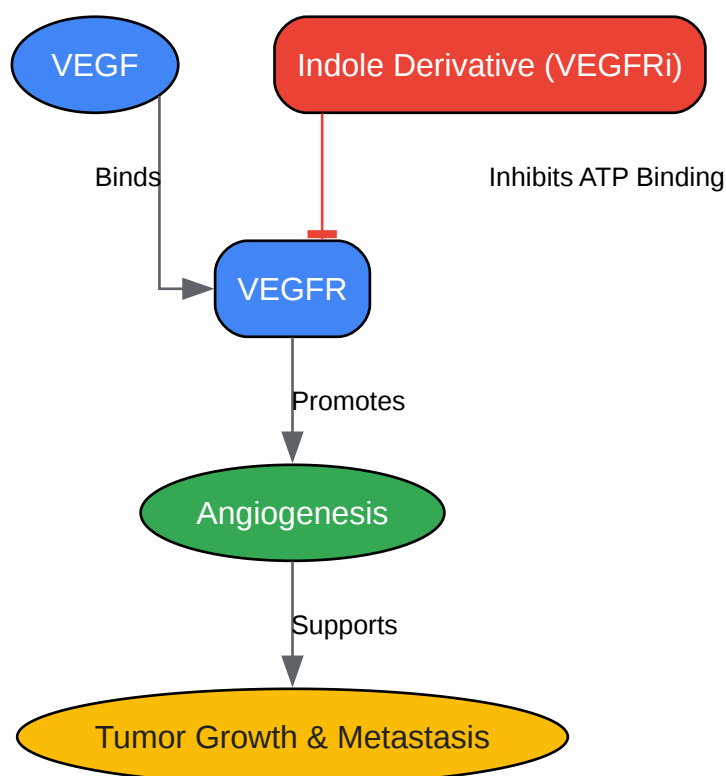 VEGF
Indole Derivative (VEGFRi)
Binds
Inhibits ATP Binding
VEGFR
Promotes
Angiogenesis
Supports
Tumor Growth & Metastasis